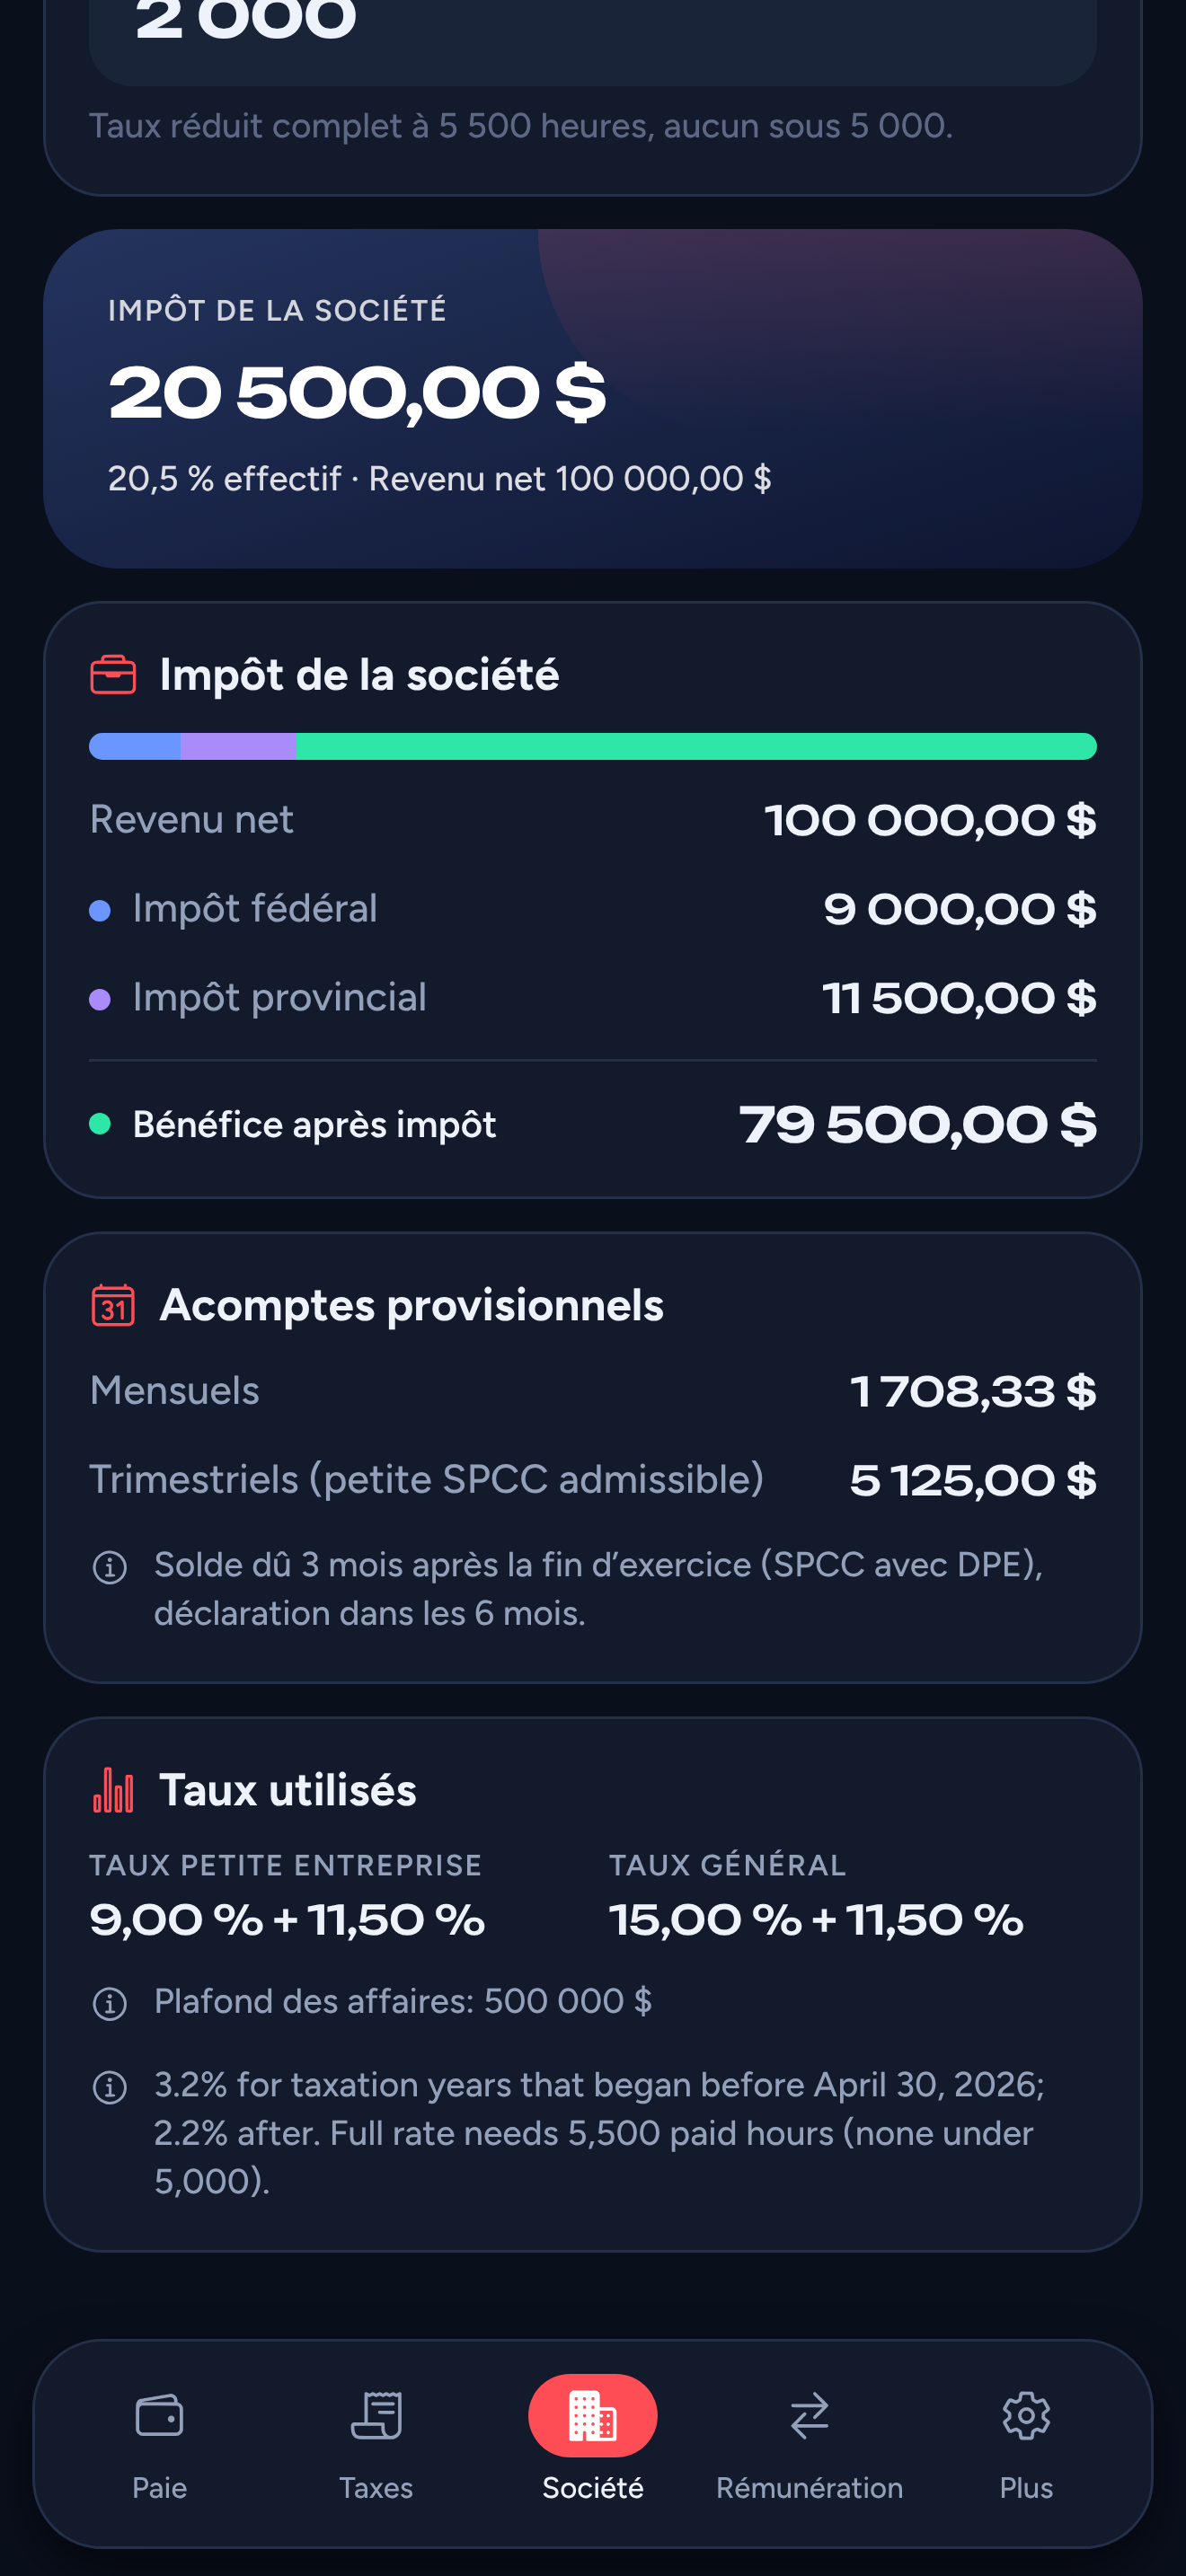 2 000
Taux réduit complet à 5 500 heures, aucun sous 5 000.
IMPÔT DE LA SOCIÉTÉ
20 500,00 $
20,5 % effectif · Revenu net 100 000,00 $
Impôt de la société
Revenu net 100 000,00 $
Impôt fédéral 9 000,00 $
Impôt provincial 11 500,00 $
Bénéfice après impôt 79 500,00 $
31 Acomptes provisionnels
Mensuels 1 708,33 $
Trimestriels (petite SPCC admissible) 5 125,00 $
Solde dû 3 mois après la fin d’exercice (SPCC avec DPE),
déclaration dans les 6 mois.
Taux utilisés
TAUX PETITE ENTREPRISE TAUX GÉNÉRAL
9,00 % + 11,50 % 15,00 % + 11,50 %
Plafond des affaires: 500 000 $
3.2% for taxation years that began before April 30, 2026;
2.2% after. Full rate needs 5,500 paid hours (none under
5,000).
Paie Taxes Société Rémunération Plus